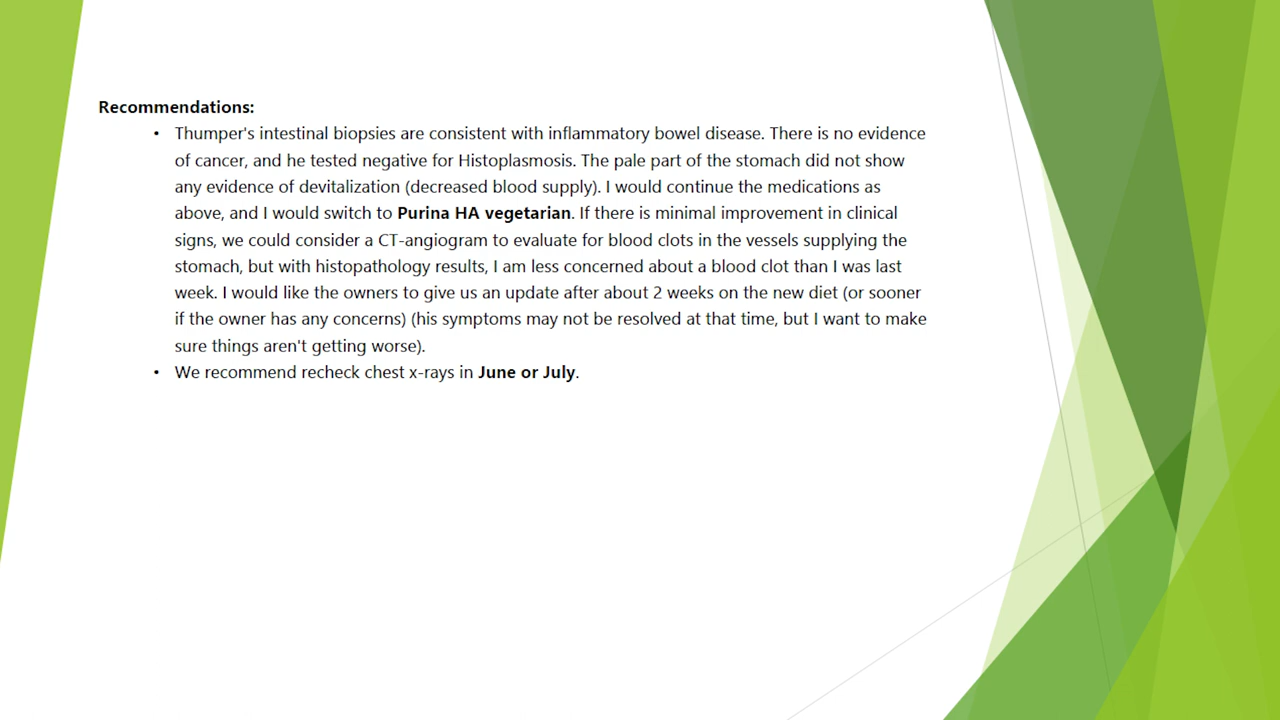 Recommendations:
• Thumper's intestinal biopsies are consistent with inflammatory bowel disease. There is no evidence
of cancer, and he tested negative for Histoplasmosis. The pale part of the stomach did not show
any evidence of devitalization (decreased blood supply). I would continue the medications as
above, and I would switch to Purina HA vegetarian. If there is minimal improvement in clinical
signs, we could consider a CT-angiogram to evaluate for blood clots in the vessels supplying the
stomach, but with histopathology results, I am less concerned about a blood clot than I was last
week. I would like the owners to give us an update after about 2 weeks on the new diet (or sooner
if the owner has any concerns) (his symptoms may not be resolved at that time, but I want to make
sure things aren't getting worse).
• We recommend recheck chest x-rays in June or July.